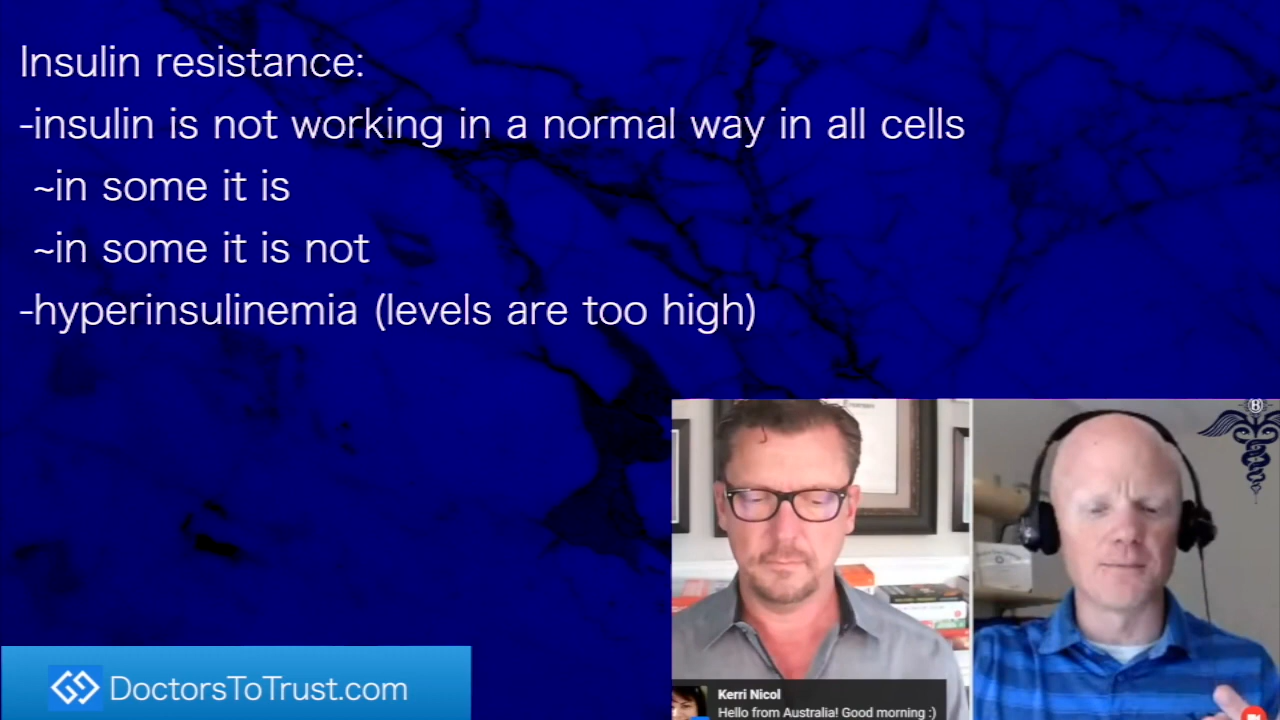 Insulin resistance:
-insulin is not working in a normal way in all cells
~in some it is
~in some it is not
-hyperinsulinemia (levels are too high)
B
DoctorsToTrust.com
Kerri Nicol
Hello from Australia! Good morning :)